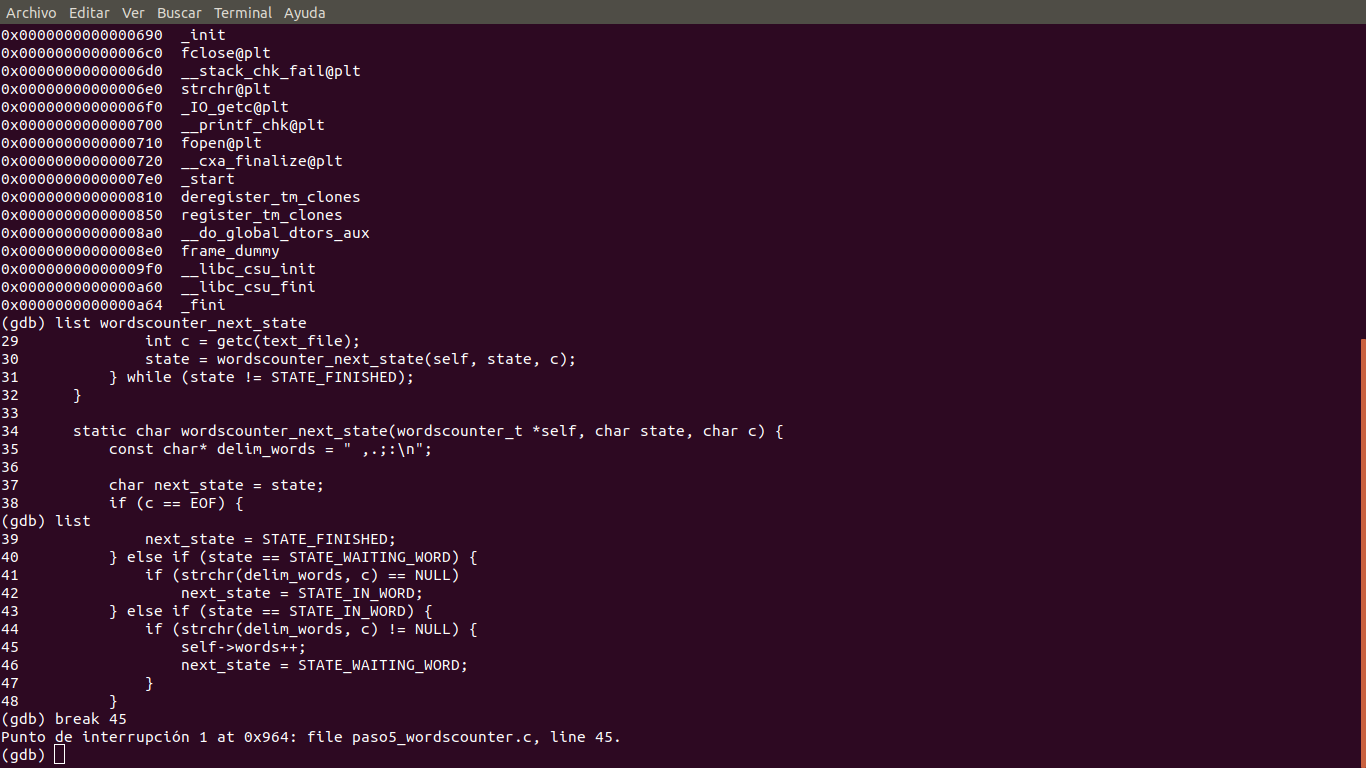 Archivo Editar Ver Buscar Terminal Ayuda
0x0000000000000690  _init
0x00000000000006c0  fclose@plt
0x00000000000006d0  __stack_chk_fail@plt
0x00000000000006e0  strchr@plt
0x00000000000006f0  _IO_getc@plt
0x0000000000000700  __printf_chk@plt
0x0000000000000710  fopen@plt
0x0000000000000720  __cxa_finalize@plt
0x00000000000007e0  _start
0x0000000000000810  deregister_tm_clones
0x0000000000000850  register_tm_clones
0x00000000000008a0  __do_global_dtors_aux
0x00000000000008e0  frame_dummy
0x00000000000009f0  __libc_csu_init
0x0000000000000a60  __libc_csu_fini
0x0000000000000a64  _fini
(gdb) list wordscounter_next_state
29              int c = getc(text_file);
30              state = wordscounter_next_state(self, state, c);
31          } while (state != STATE_FINISHED);
32      }
33
34      static char wordscounter_next_state(wordscounter_t *self, char state, char c) {
35          const char* delim_words = " ,.;:\n";
36
37          char next_state = state;
38          if (c == EOF) {
(gdb) list
39              next_state = STATE_FINISHED;
40          } else if (state == STATE_WAITING_WORD) {
41              if (strchr(delim_words, c) == NULL)
42                  next_state = STATE_IN_WORD;
43          } else if (state == STATE_IN_WORD) {
44              if (strchr(delim_words, c) != NULL) {
45                  self->words++;
46                  next_state = STATE_WAITING_WORD;
47              }
48          }
(gdb) break 45
Punto de interrupción 1 at 0x964: file paso5_wordscounter.c, line 45.
(gdb)